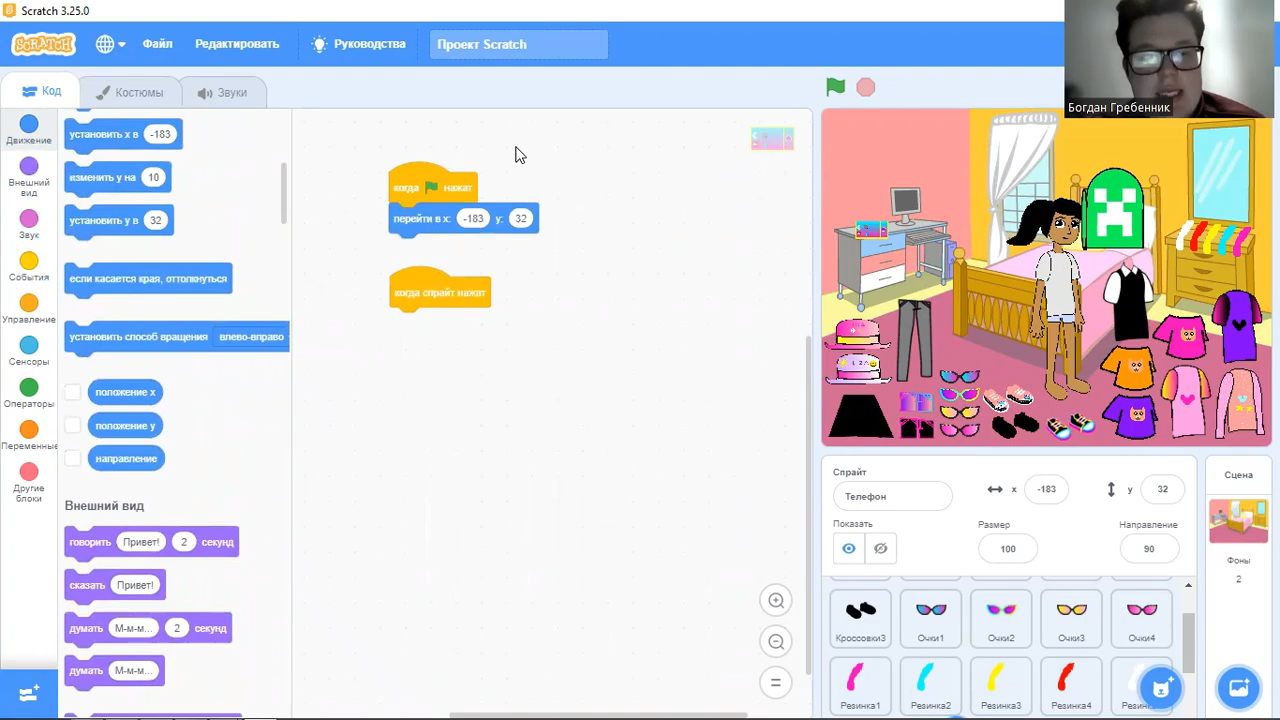 Scratch 3.25.0
SCRATCH
Файл
Редактировать
Руководства
Проект Scratch
Богдан Гребенник
Код
Костюмы
Звуки
Движение
Внешний вид
Звук
События
Управление
Сенсоры
Операторы
Переменные
Другие блоки
установить x в -183
изменить y на 10
установить y в 32
если касается края, оттолкнуться
установить способ вращения влево-вправо
положение x
положение y
направление
Внешний вид
говорить Привет! 2 секунд
сказать Привет!
думать М-м-м... 2 секунд
думать М-м-м...
когда нажат
перейти в x: -183 y: 32
когда спрайт нажат
Спрайт
Телефон
x -183
y 32
Показать
Размер
100
Направление
90
Кроссовки3
Очки1
Очки2
Очки3
Очки4
Резинка1
Резинка2
Резинка3
Резинка4
Сцена
Фоны
2